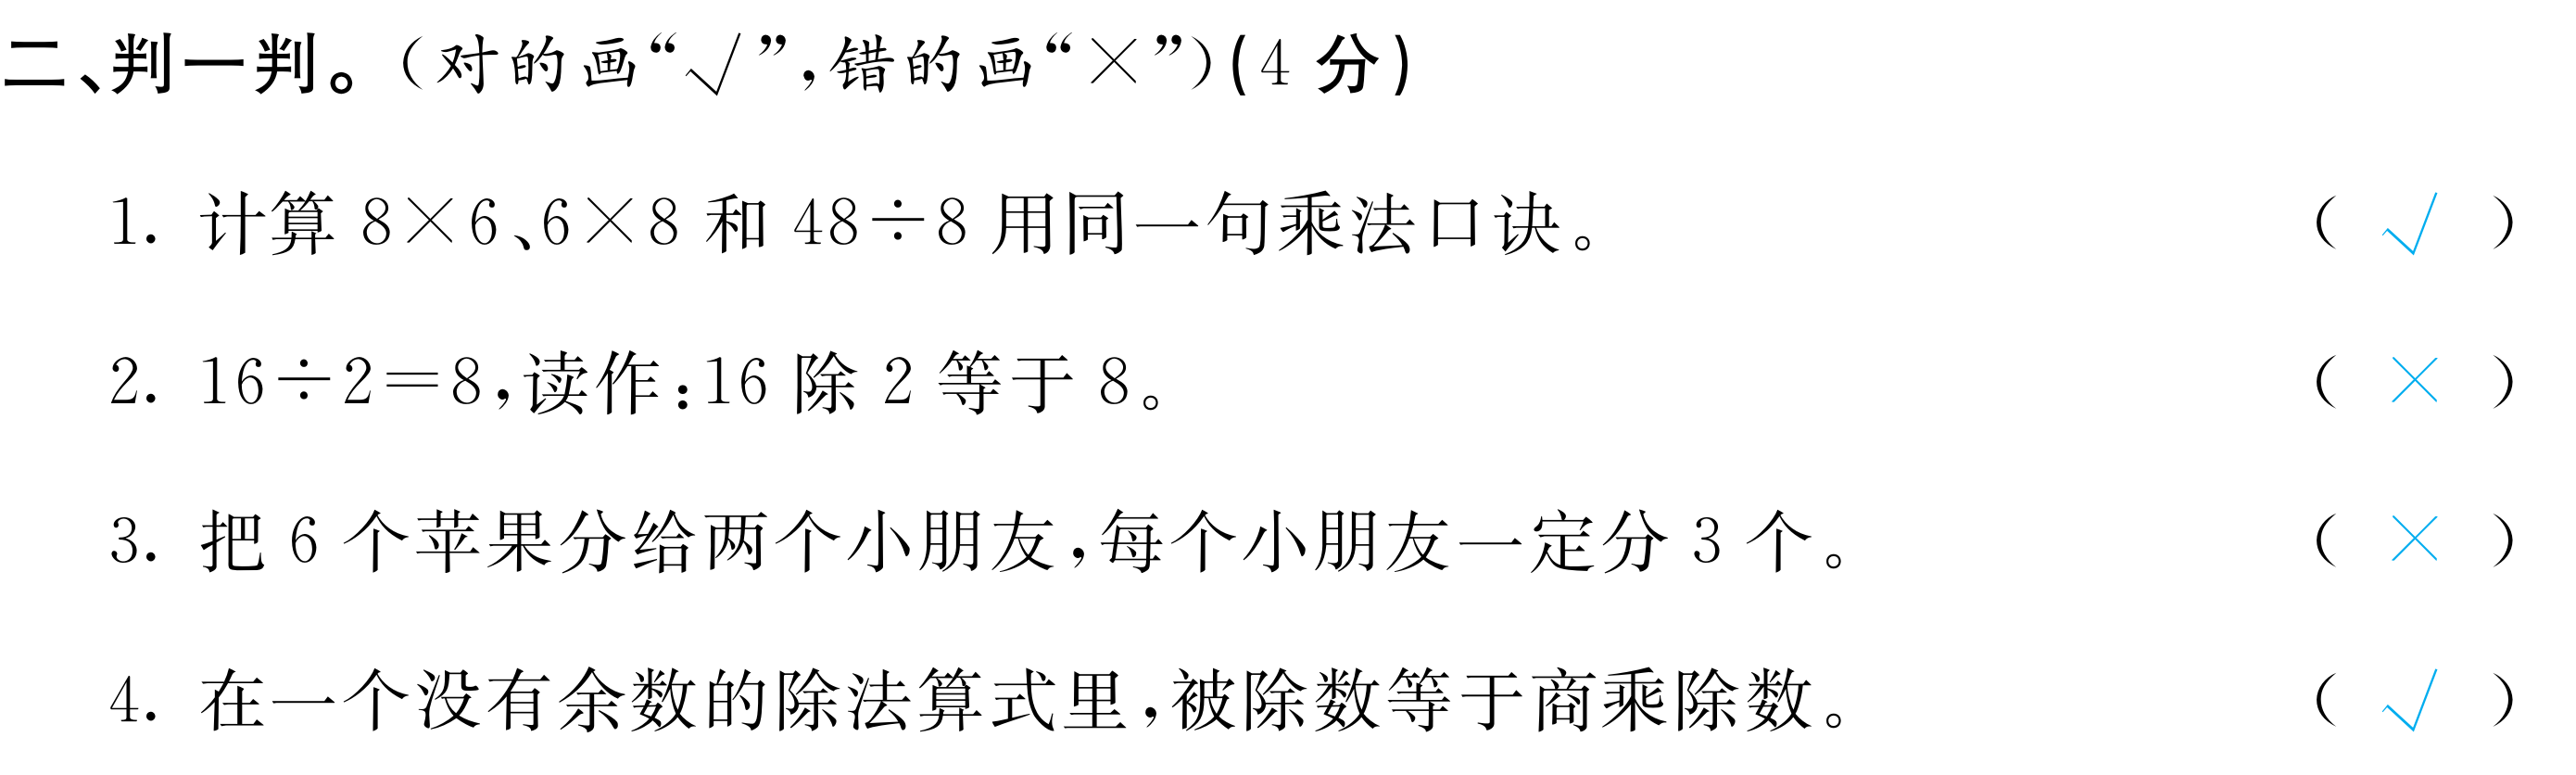 二、判一判。(对的画“√”,错的画“×”)(4 分)
1. 计算 8×6、6×8 和 48÷8 用同一句乘法口诀。 ( √ )
2. 16÷2=8,读作:16 除 2 等于 8。 ( × )
3. 把 6 个苹果分给两个小朋友,每个小朋友一定分 3 个。 ( × )
4. 在一个没有余数的除法算式里,被除数等于商乘除数。 ( √ )